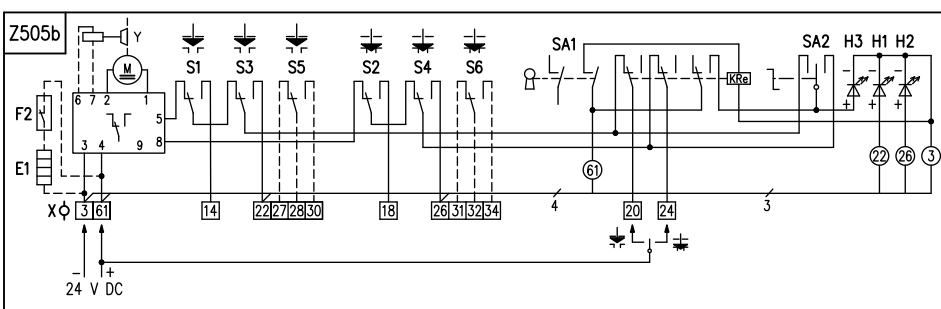 Z505b
Y
M
S1 S3 S5 S2 S4 S6
SA1 SA2 H3 H1 H2
KRe
6 7 2 1
F2
5
3 4 9 8
E1
- - -
+ + +
61 22 26 3
X 3 61 14 22 27 28 30 18 26 31 32 34 4 20 24 3
- +
24 V DC